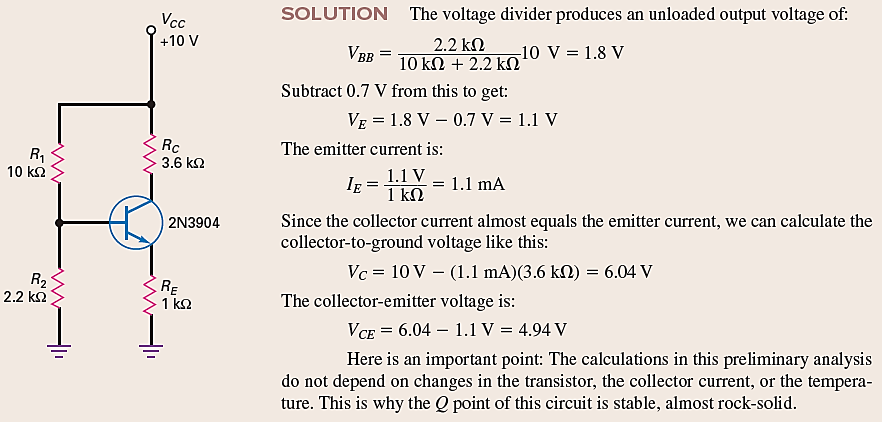 V_CC
+10 V
R_1
10 kΩ
R_C
3.6 kΩ
2N3904
R_2
2.2 kΩ
R_E
1 kΩ
SOLUTION The voltage divider produces an unloaded output voltage of:
V_BB = 2.2 kΩ / 10 kΩ + 2.2 kΩ 10 V = 1.8 V
Subtract 0.7 V from this to get:
V_E = 1.8 V − 0.7 V = 1.1 V
The emitter current is:
I_E = 1.1 V / 1 kΩ = 1.1 mA
Since the collector current almost equals the emitter current, we can calculate the
collector-to-ground voltage like this:
V_C = 10 V − (1.1 mA)(3.6 kΩ) = 6.04 V
The collector-emitter voltage is:
V_CE = 6.04 − 1.1 V = 4.94 V
Here is an important point: The calculations in this preliminary analysis
do not depend on changes in the transistor, the collector current, or the tempera-
ture. This is why the Q point of this circuit is stable, almost rock-solid.